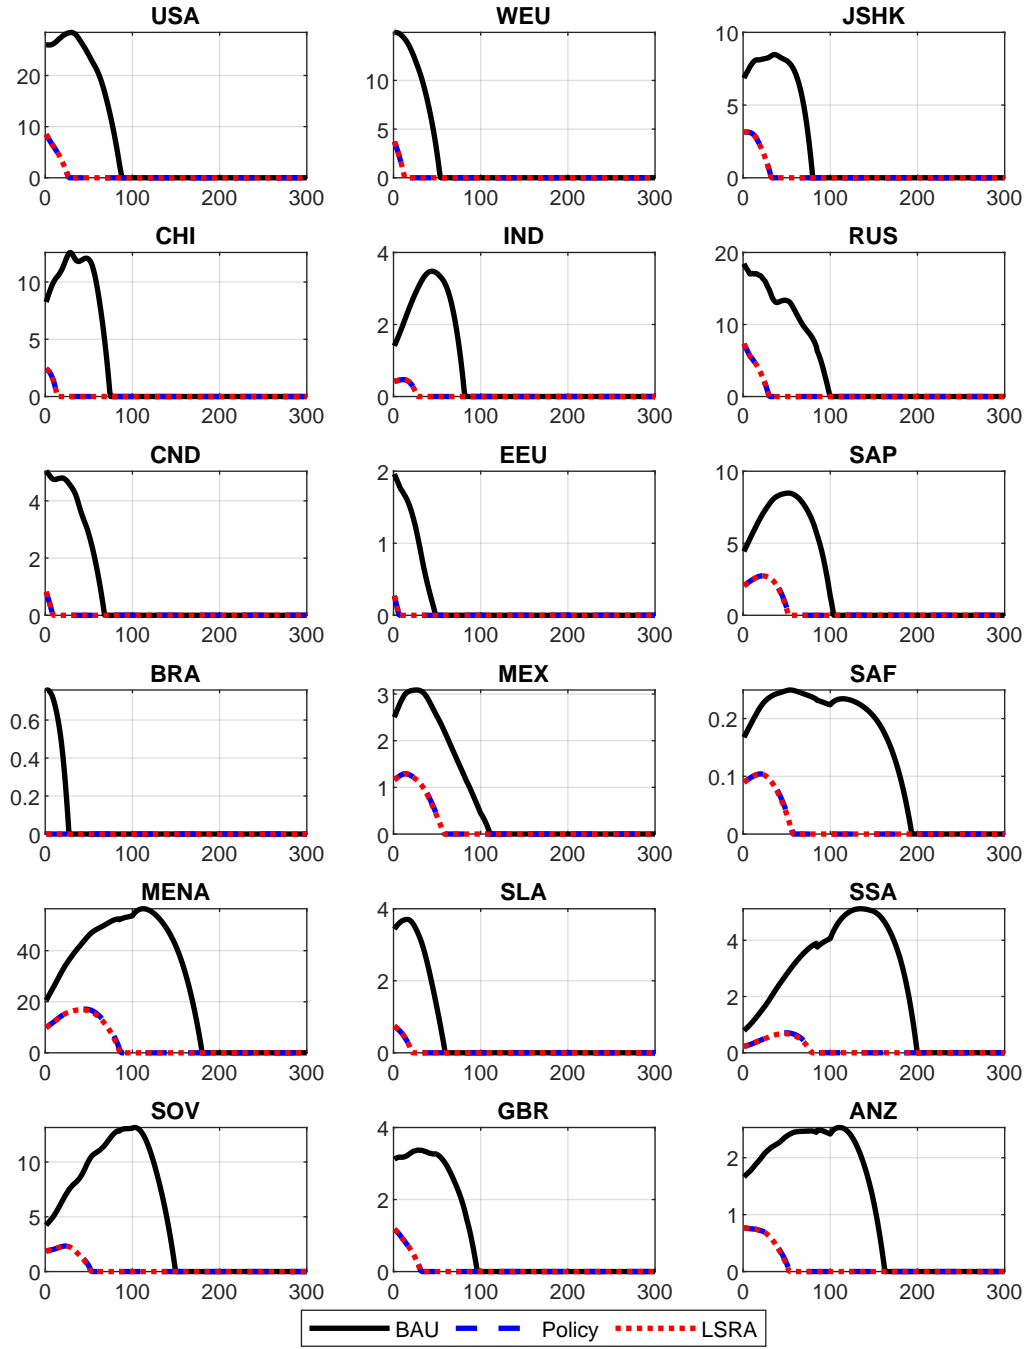 USA WEU JSHK
20 10 0
10 5 0
10 5 0
0 100 200 300 0 100 200 300 0 100 200 300
CHI IND RUS
10 5 0
4 2 0
20 10 0
0 100 200 300 0 100 200 300 0 100 200 300
CND EEU SAP
4 2 0
2 1 0
10 5 0
0 100 200 300 0 100 200 300 0 100 200 300
BRA MEX SAF
0.6 0.4 0.2 0
3 2 1 0
0.2 0.1 0
0 100 200 300 0 100 200 300 0 100 200 300
MENA SLA SSA
40 20 0
4 2 0
4 2 0
0 100 200 300 0 100 200 300 0 100 200 300
SOV GBR ANZ
10 5 0
4 2 0
2 1 0
0 100 200 300 0 100 200 300 0 100 200 300
BAU Policy LSRA